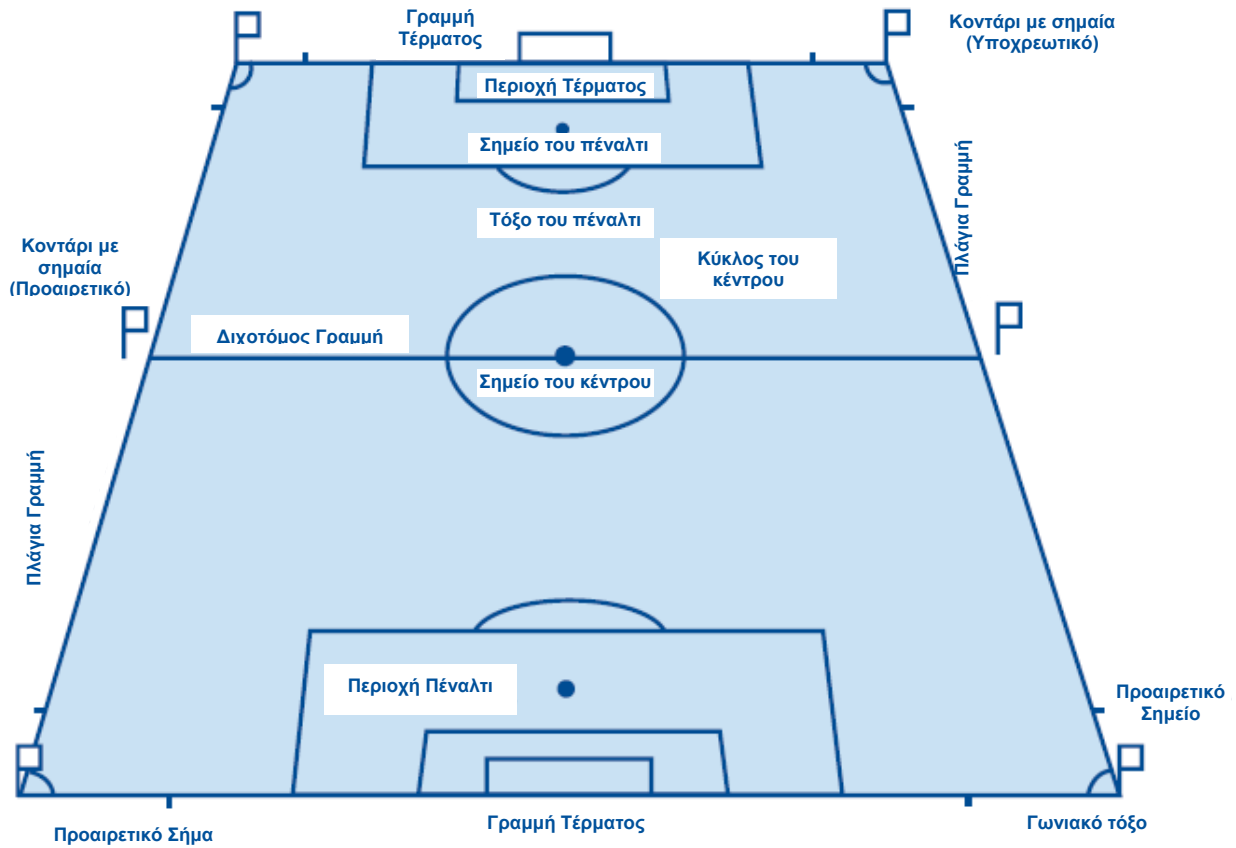 Γραμμή
Τέρματος
Κοντάρι με σημαία
(Υποχρεωτικό)
Περιοχή Τέρματος
Σημείο του πέναλτι
Πλάγια Γραμμή
Τόξο του πέναλτι
Κοντάρι με
σημαία
(Προαιρετικό)
Κύκλος του
κέντρου
Διχοτόμος Γραμμή
Σημείο του κέντρου
Πλάγια Γραμμή
Περιοχή Πέναλτι
Προαιρετικό
Σημείο
Προαιρετικό Σήμα
Γραμμή Τέρματος
Γωνιακό τόξο